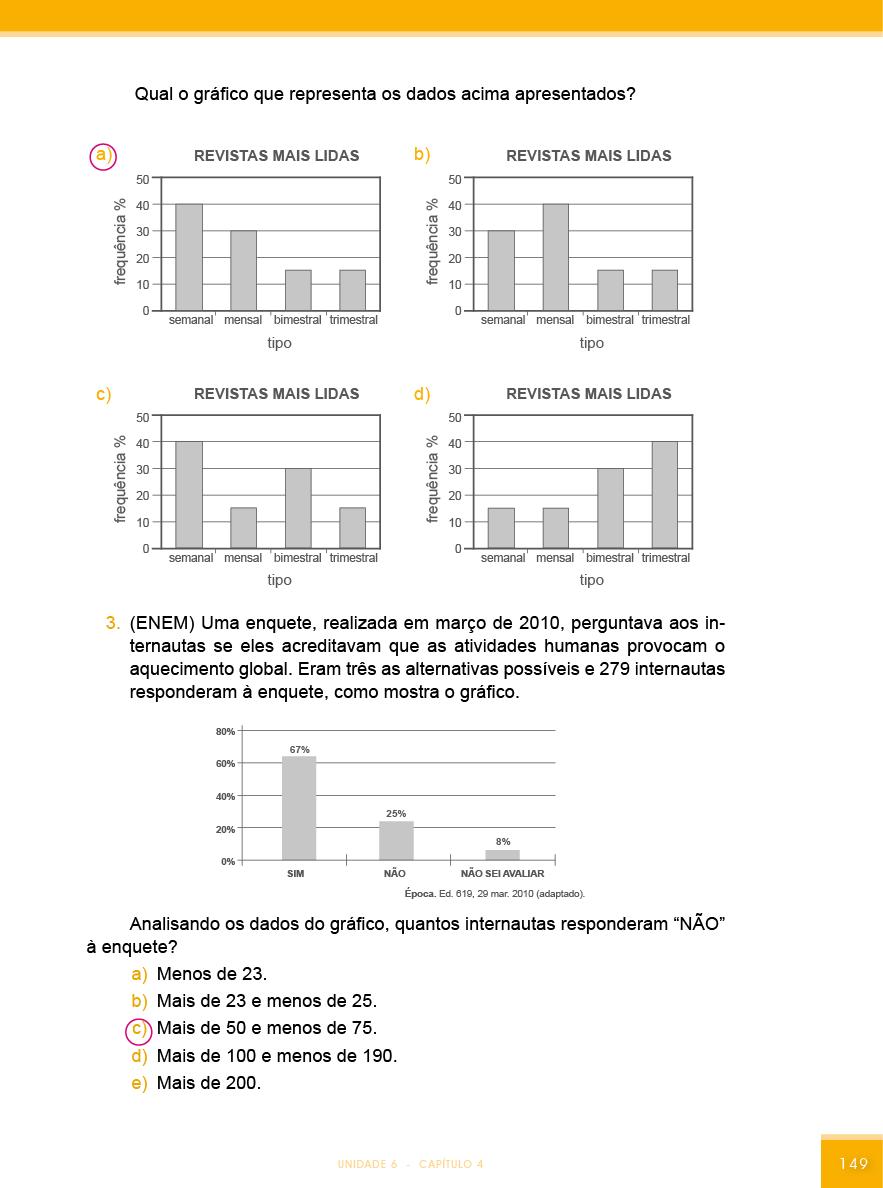 Qual o gráfico que representa os dados acima apresentados?
a)
REVISTAS MAIS LIDAS
frequência %
50
40
30
20
10
0
semanal mensal bimestral trimestral
tipo
b)
REVISTAS MAIS LIDAS
frequência %
50
40
30
20
10
0
semanal mensal bimestral trimestral
tipo
c)
REVISTAS MAIS LIDAS
frequência %
50
40
30
20
10
0
semanal mensal bimestral trimestral
tipo
d)
REVISTAS MAIS LIDAS
frequência %
50
40
30
20
10
0
semanal mensal bimestral trimestral
tipo
3. (ENEM) Uma enquete, realizada em março de 2010, perguntava aos in-
ternautas se eles acreditavam que as atividades humanas provocam o
aquecimento global. Eram três as alternativas possíveis e 279 internautas
responderam à enquete, como mostra o gráfico.
80%
60%
40%
20%
0%
67%
25%
8%
SIM NÃO NÃO SEI AVALIAR
Época. Ed. 619, 29 mar. 2010 (adaptado).
Analisando os dados do gráfico, quantos internautas responderam “NÃO”
à enquete?
a) Menos de 23.
b) Mais de 23 e menos de 25.
c) Mais de 50 e menos de 75.
d) Mais de 100 e menos de 190.
e) Mais de 200.
UNIDADE 6 - CAPÍTULO 4
149